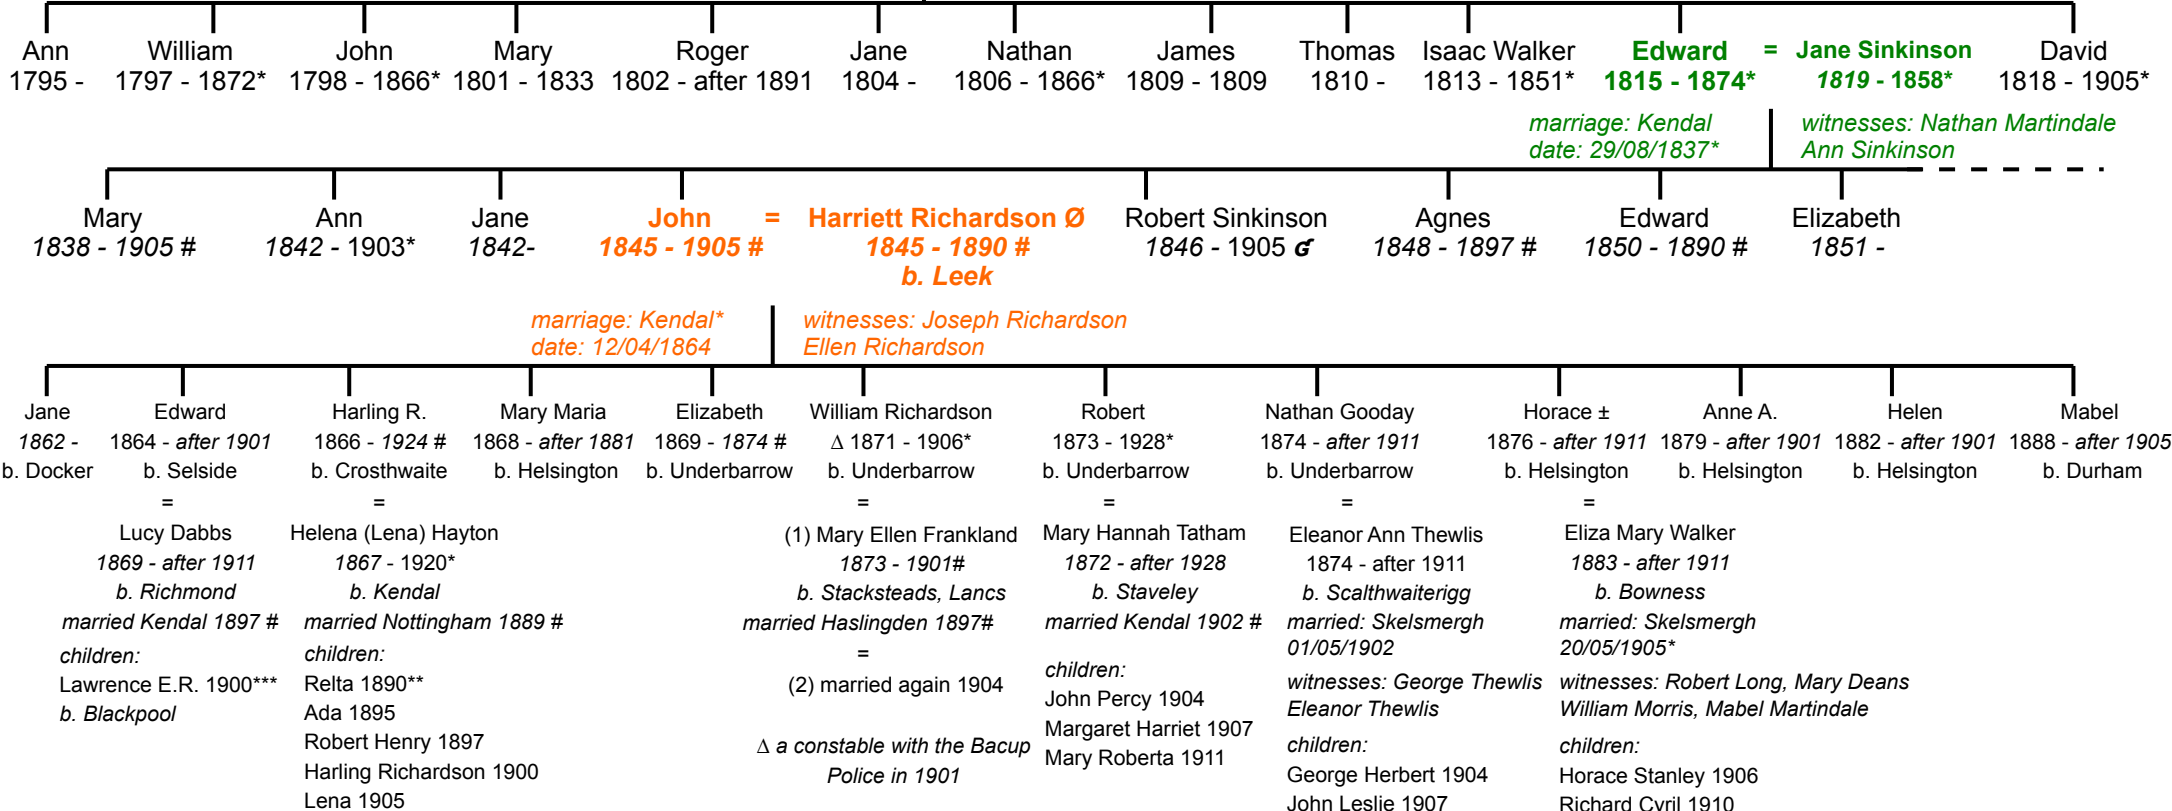 Ann William John Mary Roger Jane Nathan James Thomas Isaac Walker Edward = Jane Sinkinson David
1795 - 1797 - 1872* 1798 - 1866* 1801 - 1833 1802 - after 1891 1804 - 1806 - 1866* 1809 - 1809 1810 - 1813 - 1851* 1815 - 1874* 1819 - 1858* 1818 - 1905*
marriage: Kendal witnesses: Nathan Martindale
date: 29/08/1837* Ann Sinkinson
Mary Ann Jane John = Harriett Richardson Ø Robert Sinkinson Agnes Edward Elizabeth
1838 - 1905 # 1842 - 1903* 1842- 1845 - 1905 # 1845 - 1890 # 1846 - 1905 1848 - 1897 # 1850 - 1890 # 1851 -
b. Leek
marriage: Kendal* witnesses: Joseph Richardson
date: 12/04/1864 Ellen Richardson
Jane Edward Harling R. Mary Maria Elizabeth William Richardson Robert Nathan Gooday Horace ± Anne A. Helen Mabel
1862 - 1864 - after 1901 1866 - 1924 # 1868 - after 1881 1869 - 1874 # Δ 1871 - 1906* 1873 - 1928* 1874 - after 1911 1876 - after 1911 1879 - after 1901 1882 - after 1901 1888 - after 1905
b. Docker b. Selside b. Crosthwaite b. Helsington b. Underbarrow b. Underbarrow b. Underbarrow b. Underbarrow b. Helsington b. Helsington b. Helsington b. Durham
= = = = = =
Lucy Dabbs Helena (Lena) Hayton (1) Mary Ellen Frankland Mary Hannah Tatham Eleanor Ann Thewlis Eliza Mary Walker
1869 - after 1911 1867 - 1920* 1873 - 1901# 1872 - after 1928 1874 - after 1911 1883 - after 1911
b. Richmond b. Kendal b. Stacksteads, Lancs b. Staveley b. Scalthwaiterigg b. Bowness
married Kendal 1897 # married Nottingham 1889 # married Haslingden 1897# married Kendal 1902 # married: Skelsmergh married: Skelsmergh
01/05/1902 20/05/1905*
children: children: = children:
Lawrence E.R. 1900*** Relta 1890** (2) married again 1904 John Percy 1904 witnesses: George Thewlis witnesses: Robert Long, Mary Deans
b. Blackpool Ada 1895 Margaret Harriet 1907 Eleanor Thewlis William Morris, Mabel Martindale
Robert Henry 1897 Δ a constable with the Bacup Mary Roberta 1911 children: children:
Harling Richardson 1900 Police in 1901 George Herbert 1904 Horace Stanley 1906
Lena 1905 John Leslie 1907 Richard Cyril 1910